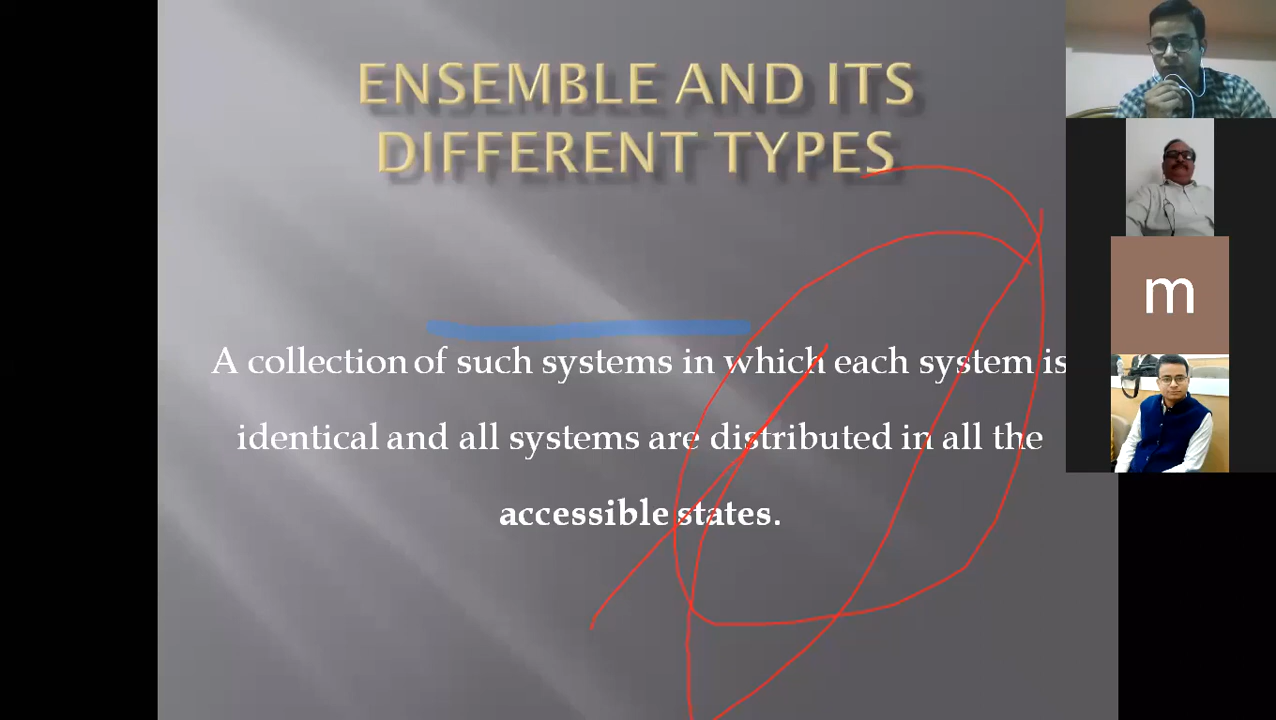 ENSEMBLE AND ITS
DIFFERENT TYPES
A collection of such systems in which each system is
identical and all systems are distributed in all the
accessible states.
m